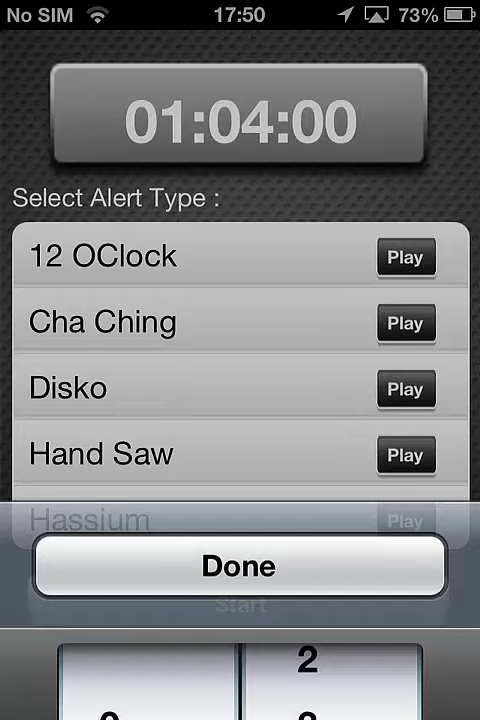 No SIM 17:50 73%
01:04:00
Select Alert Type :
12 OClock Play
Cha Ching Play
Disko Play
Hand Saw Play
Hassium Play
Done
Start
2